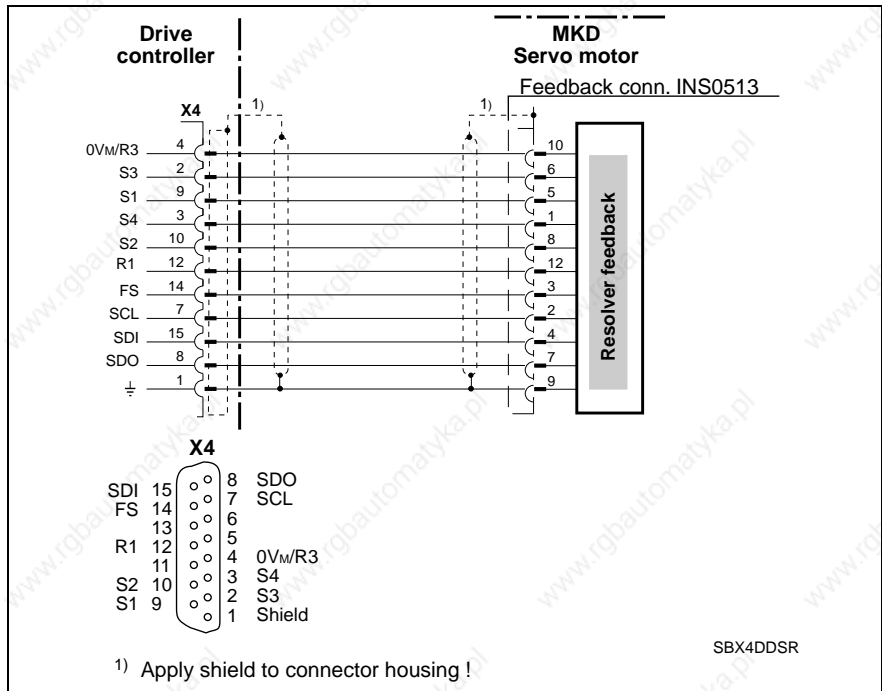 Drive
controller
MKD
Servo motor
Feedback conn. INS0513
X4
1)
1)
0VM/R3 4 10
S3 2 6
S1 9 5
S4 3 1
S2 10 8
R1 12 12
FS 14 3
SCL 7 2
SDI 15 4
SDO 8 7
1 9
Resolver feedback
X4
8 SDO
SDI 15
7 SCL
FS 14
6
13
5
R1 12
4 0VM/R3
11
3 S4
S2 10
2 S3
S1 9
1 Shield
SBX4DDSR
1) Apply shield to connector housing !
www.rgbautomatyka.pl